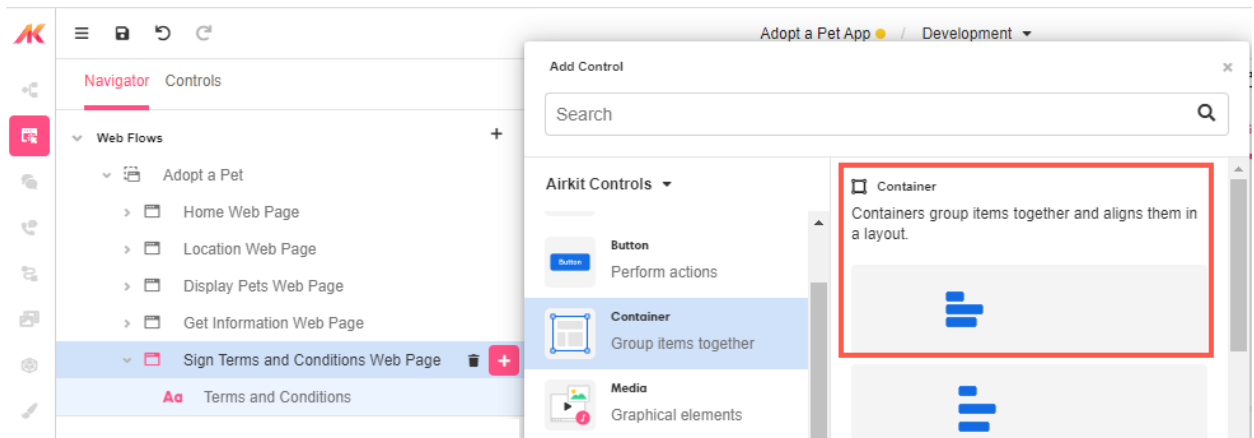 Adopt a Pet App / Development
Add Control
Navigator Controls
Search
Web Flows
Airkit Controls
Container
Containers group items together and aligns them in
a layout.
Adopt a Pet
Home Web Page
Location Web Page
Display Pets Web Page
Get Information Web Page
Sign Terms and Conditions Web Page
Aa Terms and Conditions
Button
Button
Perform actions
Container
Group items together
Media
Graphical elements